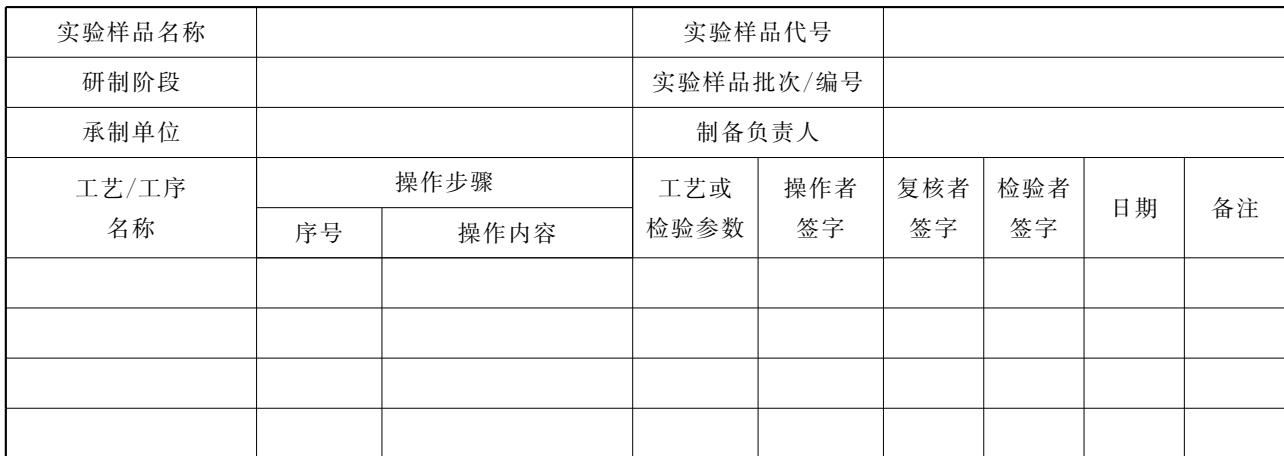 实验样品名称 实验样品代号
研制阶段 实验样品批次/编号
承制单位 制备负责人
工艺/工序
名称
操作步骤
序号 操作内容
工艺或
检验参数
操作者
签字
复核者
签字
检验者
签字
日期
备注